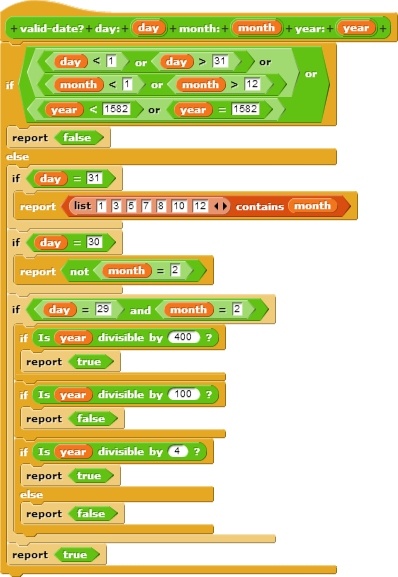 + valid-date? + day: + day + month: + month + year: + year +
day < 1 or day > 31 or
if month < 1 or month > 12 or
year < 1582 or year = 1582
report false
else
if day = 31
report list 1 3 5 7 8 10 12 contains month
if day = 30
report not month = 2
if day = 29 and month = 2
if Is year divisible by 400 ?
report true
if Is year divisible by 100 ?
report false
if Is year divisible by 4 ?
report true
else
report false
report true